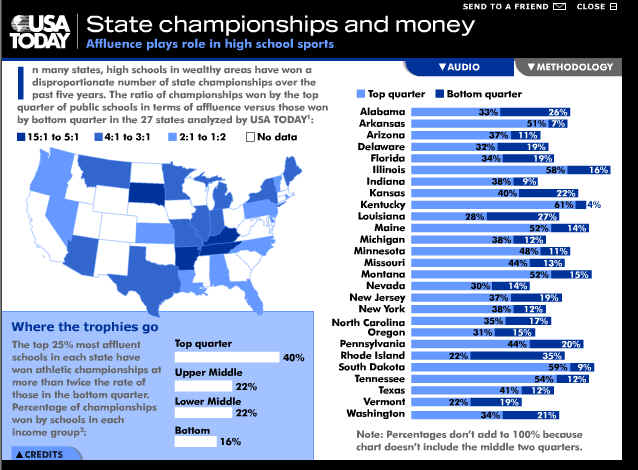 SEND TO A FRIEND CLOSE
USA TODAY
State championships and money
Affluence plays role in high school sports
In many states, high schools in wealthy areas have won a
disproportionate number of state championships over the
past five years. The ratio of championships won by the top
quarter of public schools in terms of affluence versus those won
by bottom quarter in the 27 states analyzed by USA TODAY¹:
15:1 to 5:1 4:1 to 3:1 2:1 to 1:2 No data
Where the trophies go
The top 25% most affluent
schools in each state have
won athletic championships at
more than twice the rate of
those in the bottom quarter.
Percentage of championships
won by schools in each
income group²:
▲CREDITS
Top quarter
40%
Upper Middle
22%
Lower Middle
22%
Bottom
16%
▼AUDIO ▼METHODOLOGY
Top quarter Bottom quarter
Alabama 33% 26%
Arkansas 51% 7%
Arizona 37% 11%
Delaware 32% 19%
Florida 34% 19%
Illinois 58% 16%
Indiana 38% 9%
Kansas 40% 22%
Kentucky 61% 4%
Louisiana 28% 27%
Maine 52% 14%
Michigan 38% 12%
Minnesota 48% 11%
Missouri 44% 13%
Montana 52% 15%
Nevada 30% 14%
New Jersey 37% 19%
New York 38% 12%
North Carolina 35% 17%
Oregon 31% 15%
Pennsylvania 44% 20%
Rhode Island 22% 35%
South Dakota 59% 9%
Tennessee 54% 12%
Texas 41% 12%
Vermont 22% 19%
Washington 34% 21%
Note: Percentages don't add to 100% because
chart doesn't include the middle two quarters.